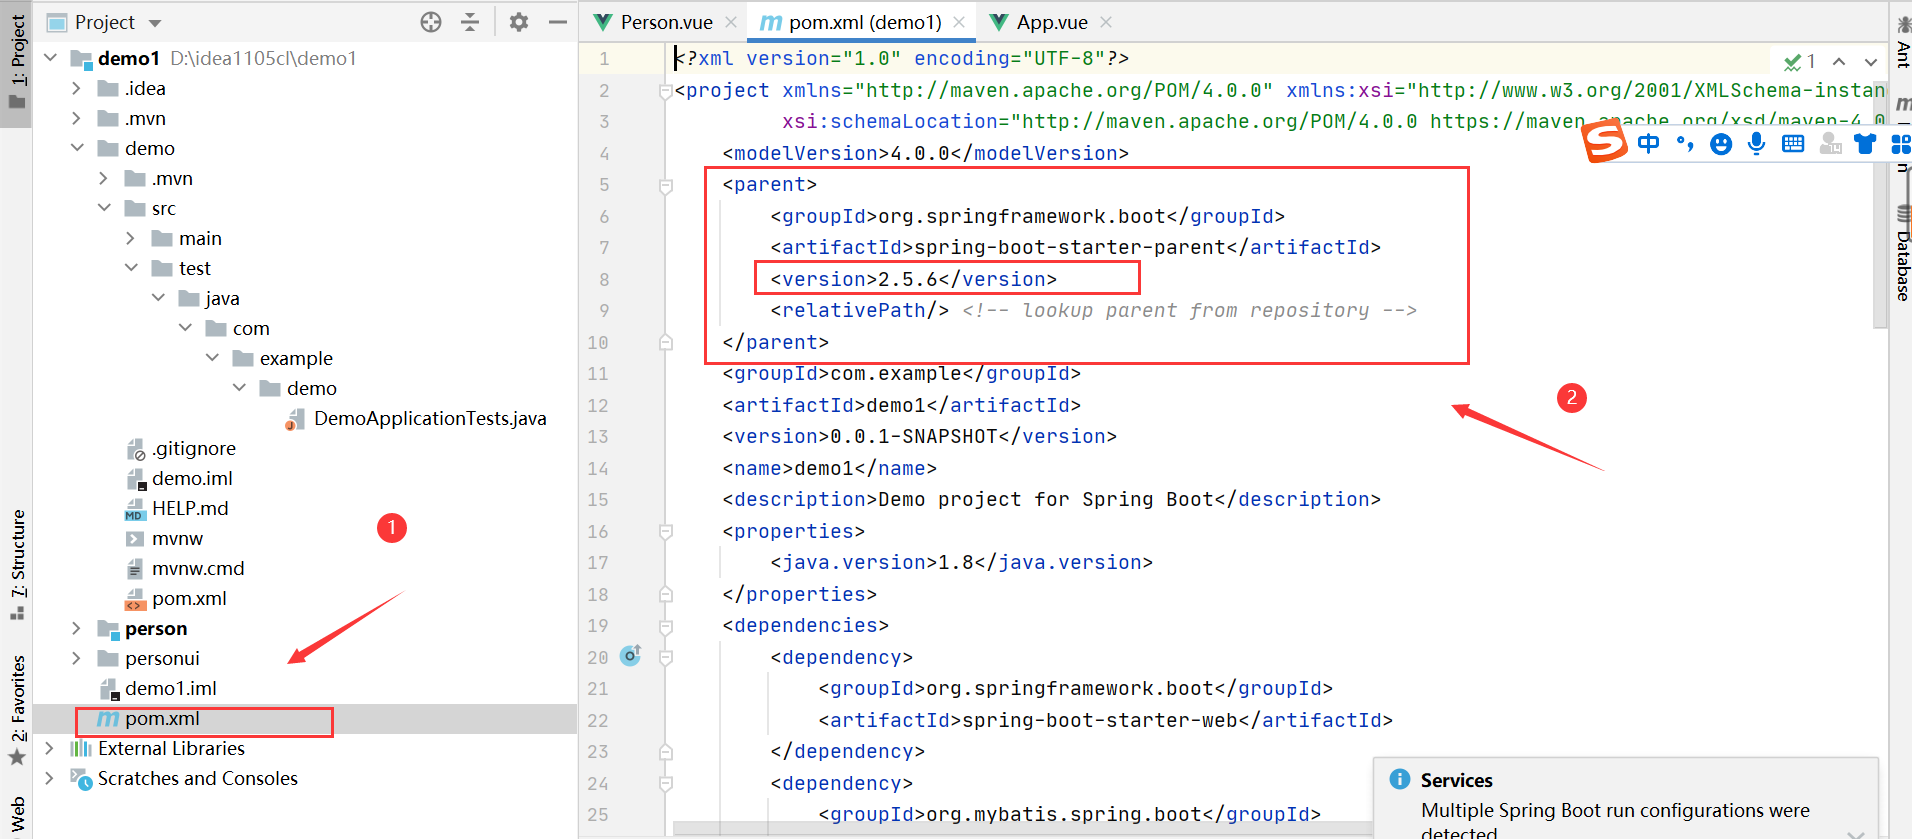 Project
demo1 D:\idea1105cl\demo1
.idea
.mvn
demo
.mvn
src
main
test
java
com
example
demo
DemoApplicationTests.java
.gitignore
demo.iml
HELP.md
mvnw
mvnw.cmd
pom.xml
person
personui
demo1.iml
pom.xml
External Libraries
Scratches and Consoles
1: Project
7: Structure
2: Favorites
Web
1
Person.vue
pom.xml (demo1)
App.vue
1 <?xml version="1.0" encoding="UTF-8"?>
2 <project xmlns="http://maven.apache.org/POM/4.0.0" xmlns:xsi="http://www.w3.org/2001/XMLSchema-instan
3 xsi:schemaLocation="http://maven.apache.org/POM/4.0.0 https://maven.apache.org/xsd/maven-4.0
4 <modelVersion>4.0.0</modelVersion>
5 <parent>
6 <groupId>org.springframework.boot</groupId>
7 <artifactId>spring-boot-starter-parent</artifactId>
8 <version>2.5.6</version>
9 <relativePath/> <!-- lookup parent from repository -->
10 </parent>
11 <groupId>com.example</groupId>
12 <artifactId>demo1</artifactId>
13 <version>0.0.1-SNAPSHOT</version>
14 <name>demo1</name>
15 <description>Demo project for Spring Boot</description>
16 <properties>
17 <java.version>1.8</java.version>
18 </properties>
19 <dependencies>
20 <dependency>
21 <groupId>org.springframework.boot</groupId>
22 <artifactId>spring-boot-starter-web</artifactId>
23 </dependency>
24 <dependency>
25 <groupId>org.mybatis.spring.boot</groupId>
1
中
2
Ant
Database
Services
Multiple Spring Boot run configurations were
detected